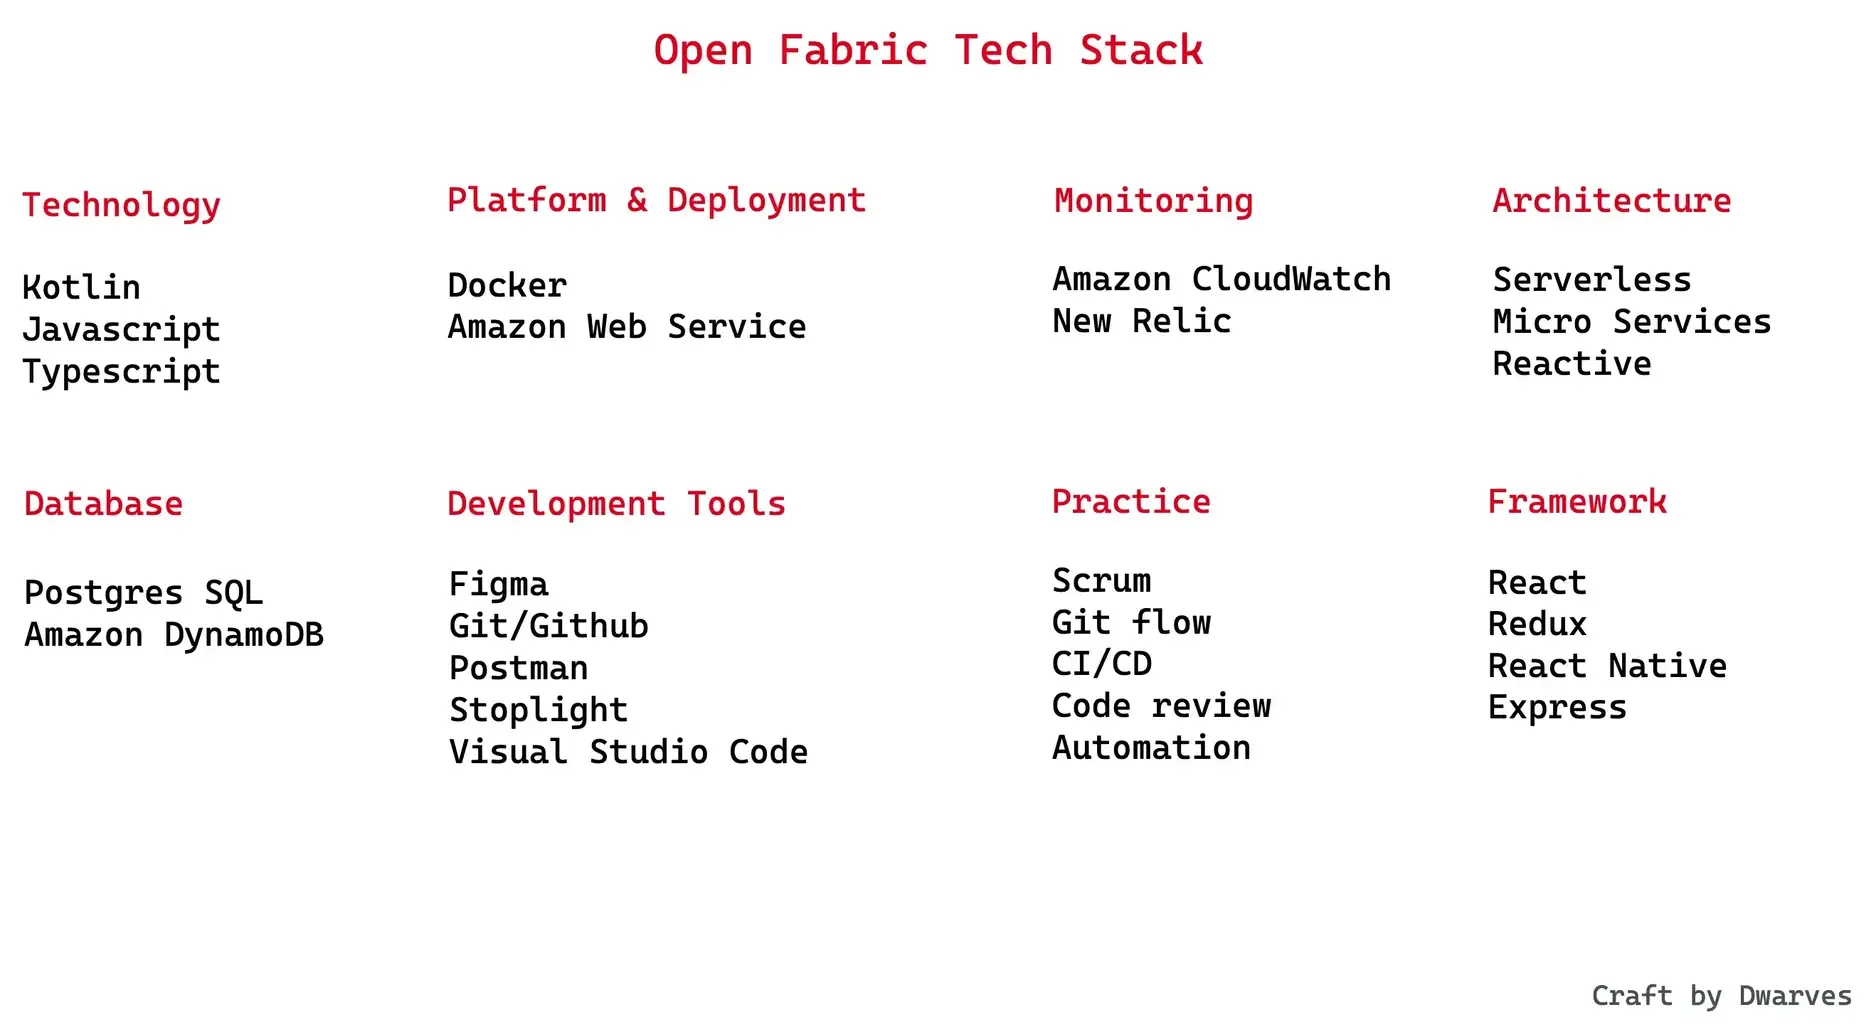 Open Fabric Tech Stack
Technology
Kotlin
Javascript
Typescript
Platform & Deployment
Docker
Amazon Web Service
Monitoring
Amazon CloudWatch
New Relic
Architecture
Serverless
Micro Services
Reactive
Database
Postgres SQL
Amazon DynamoDB
Development Tools
Figma
Git/Github
Postman
Stoplight
Visual Studio Code
Practice
Scrum
Git flow
CI/CD
Code review
Automation
Framework
React
Redux
React Native
Express
Craft by Dwarves